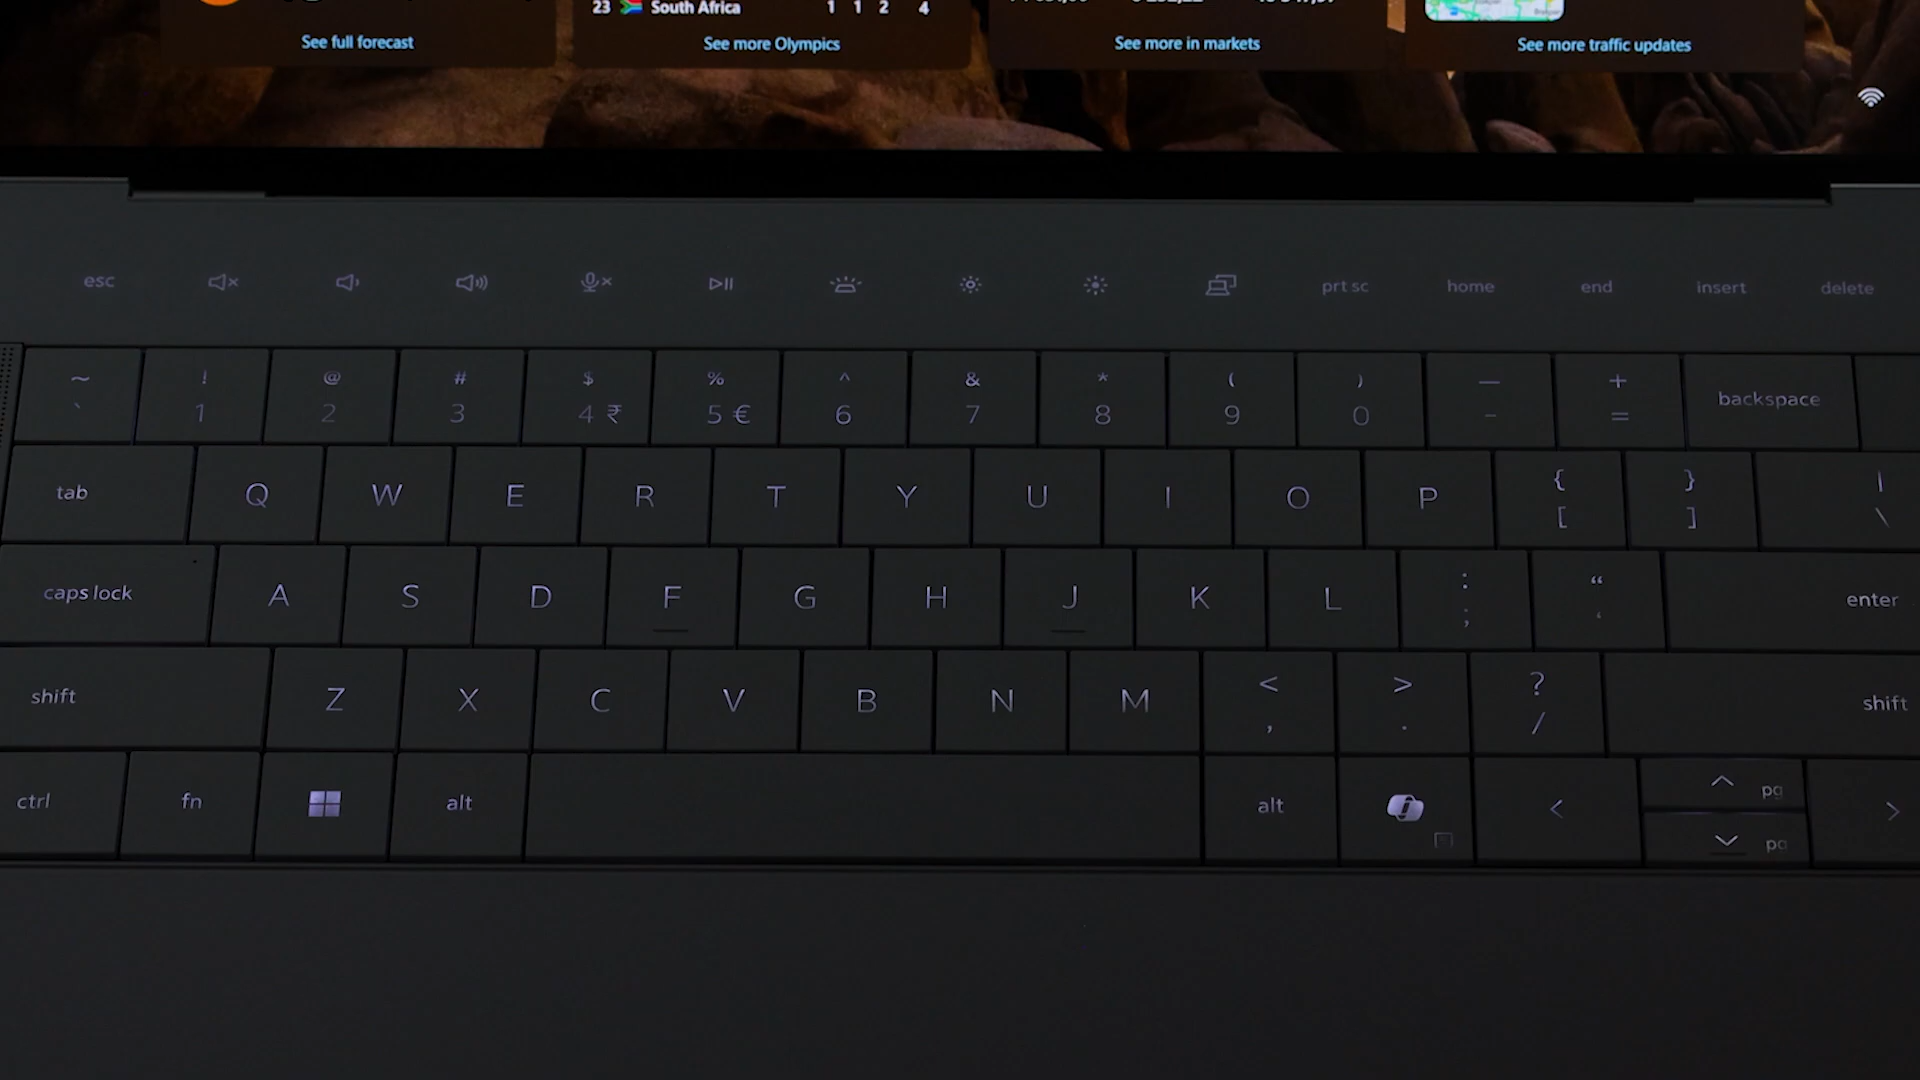 23 South Africa 1 1 2 4
See full forecast
See more Olympics
See more in markets
See more traffic updates
esc prt sc home end insert delete
~ ! @ # $ % ^ & * ( ) — +
` 1 2 3 4 ₹ 5 € 6 7 8 9 0 - = backspace
tab Q W E R T Y U I O P { } |
[ ] \
caps lock A S D F G H J K L : “ enter
; ‘
shift Z X C V B N M < > ? shift
, . /
ctrl fn alt alt < ^ pg >